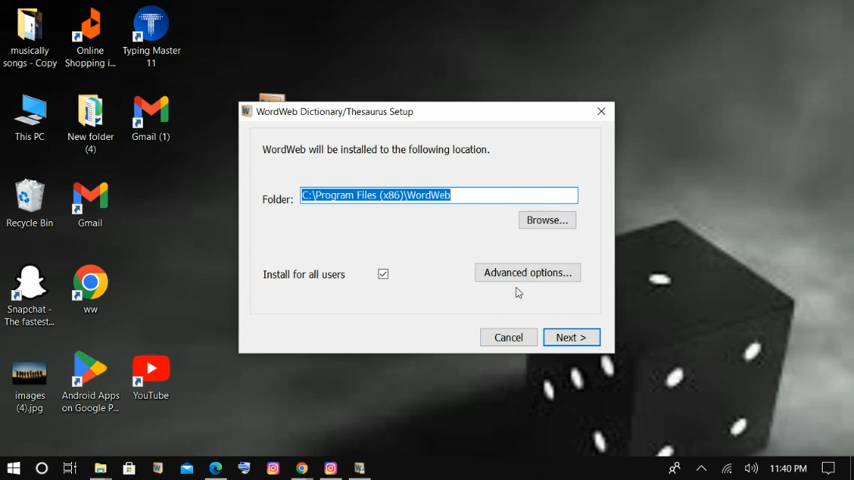 musically
songs - Copy
Online
Shopping i...
Typing Master
11
This PC
New folder
(4)
Gmail (1)
Recycle Bin
Gmail
Snapchat -
The fastest...
ww
images
(4).jpg
Android Apps
on Google P...
YouTube
WordWeb Dictionary/Thesaurus Setup
WordWeb will be installed to the following location.
Folder: C:\Program Files (x86)\WordWeb
Browse...
Install for all users
Advanced options...
Cancel Next >
11:40 PM